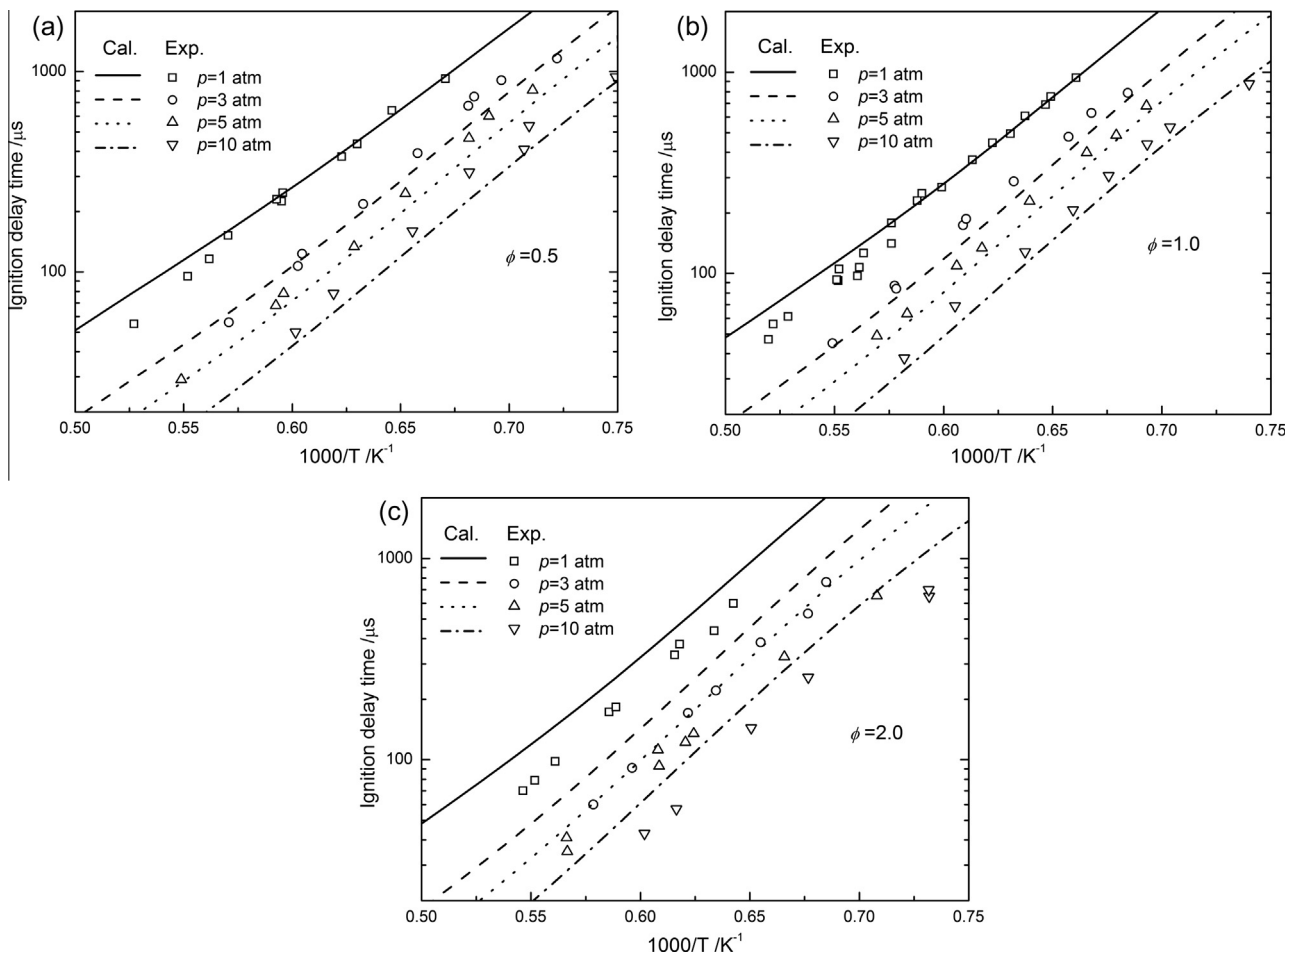 (a)
Cal. Exp.
p=1 atm
p=3 atm
p=5 atm
p=10 atm
1000
100
Ignition delay time /μs
ϕ=0.5
0.50 0.55 0.60 0.65 0.70 0.75
1000/T /K-1
(b)
Cal. Exp.
p=1 atm
p=3 atm
p=5 atm
p=10 atm
1000
100
Ignition delay time /μs
ϕ=1.0
0.50 0.55 0.60 0.65 0.70 0.75
1000/T /K-1
(c)
Cal. Exp.
p=1 atm
p=3 atm
p=5 atm
p=10 atm
1000
100
Ignition delay time /μs
ϕ=2.0
0.50 0.55 0.60 0.65 0.70 0.75
1000/T /K-1